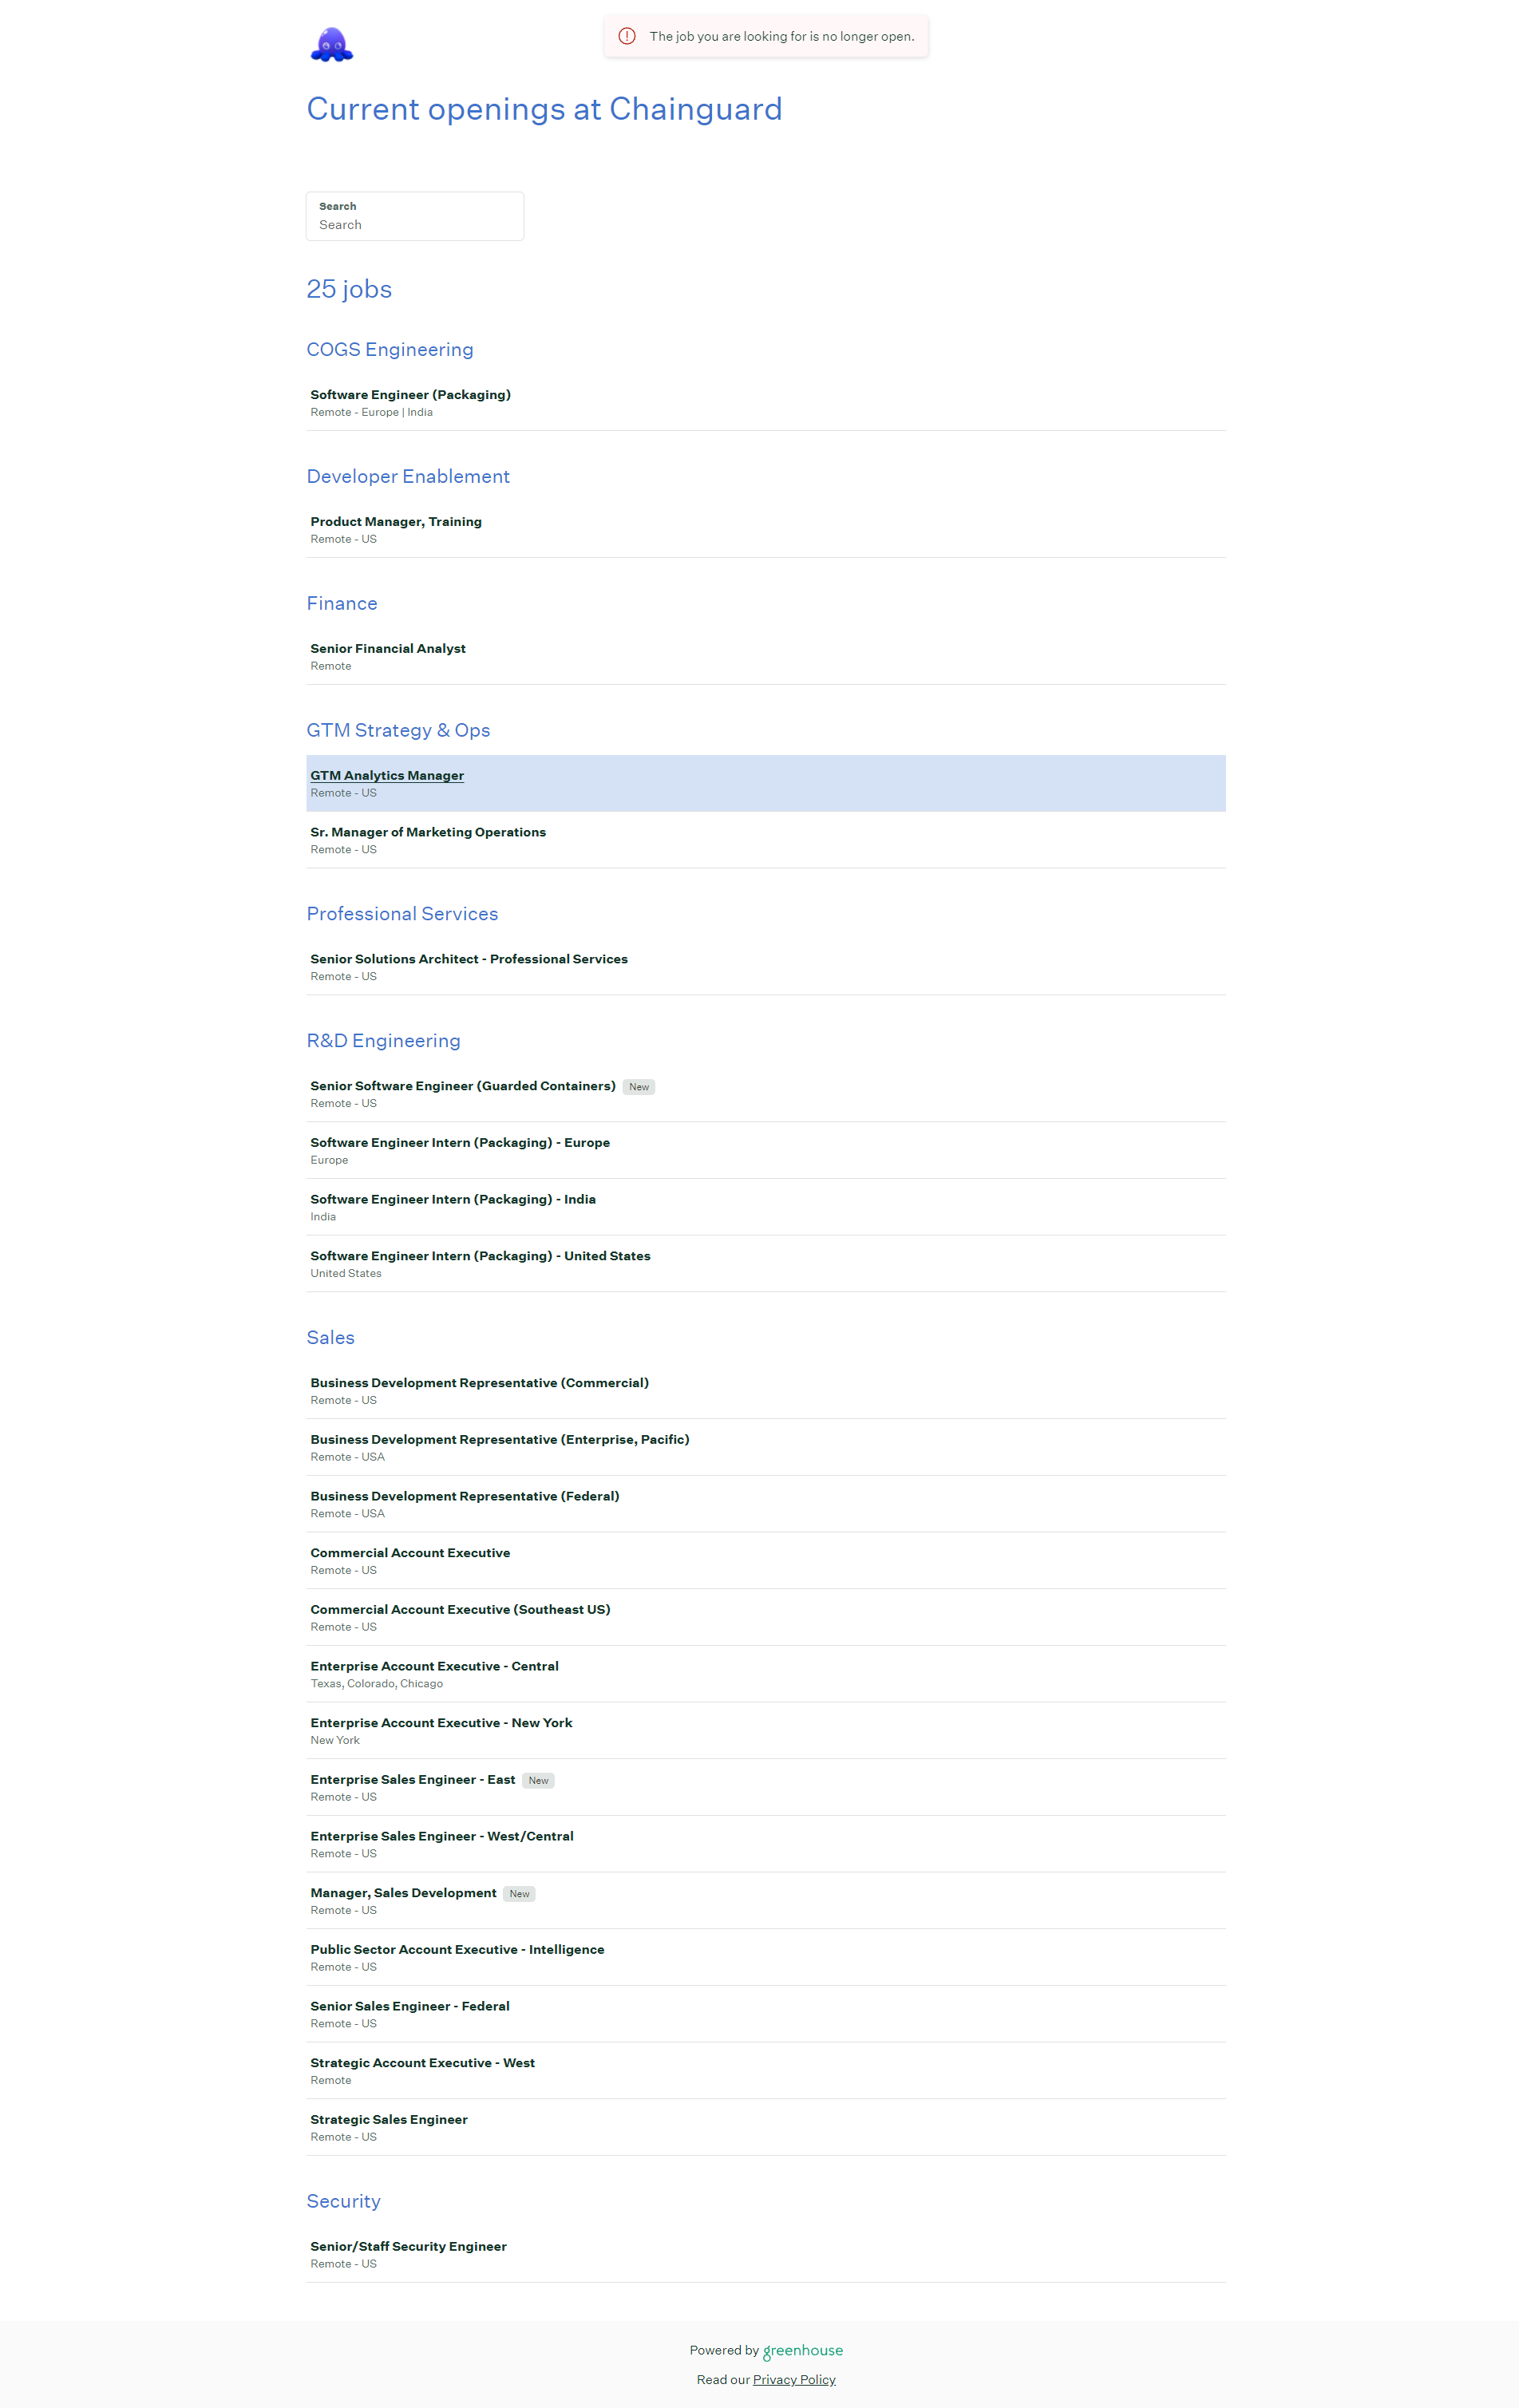 The job you are looking for is no longer open.
Current openings at Chainguard
Search
Search
25 jobs
COGS Engineering
Software Engineer (Packaging)
Remote - Europe | India
Developer Enablement
Product Manager, Training
Remote - US
Finance
Senior Financial Analyst
Remote
GTM Strategy & Ops
GTM Analytics Manager
Remote - US
Sr. Manager of Marketing Operations
Remote - US
Professional Services
Senior Solutions Architect - Professional Services
Remote - US
R&D Engineering
Senior Software Engineer (Guarded Containers) New
Remote - US
Software Engineer Intern (Packaging) - Europe
Europe
Software Engineer Intern (Packaging) - India
India
Software Engineer Intern (Packaging) - United States
United States
Sales
Business Development Representative (Commercial)
Remote - US
Business Development Representative (Enterprise, Pacific)
Remote - USA
Business Development Representative (Federal)
Remote - USA
Commercial Account Executive
Remote - US
Commercial Account Executive (Southeast US)
Remote - US
Enterprise Account Executive - Central
Texas, Colorado, Chicago
Enterprise Account Executive - New York
New York
Enterprise Sales Engineer - East New
Remote - US
Enterprise Sales Engineer - West/Central
Remote - US
Manager, Sales Development New
Remote - US
Public Sector Account Executive - Intelligence
Remote - US
Senior Sales Engineer - Federal
Remote - US
Strategic Account Executive - West
Remote
Strategic Sales Engineer
Remote - US
Security
Senior/Staff Security Engineer
Remote - US
Powered by greenhouse
Read our Privacy Policy